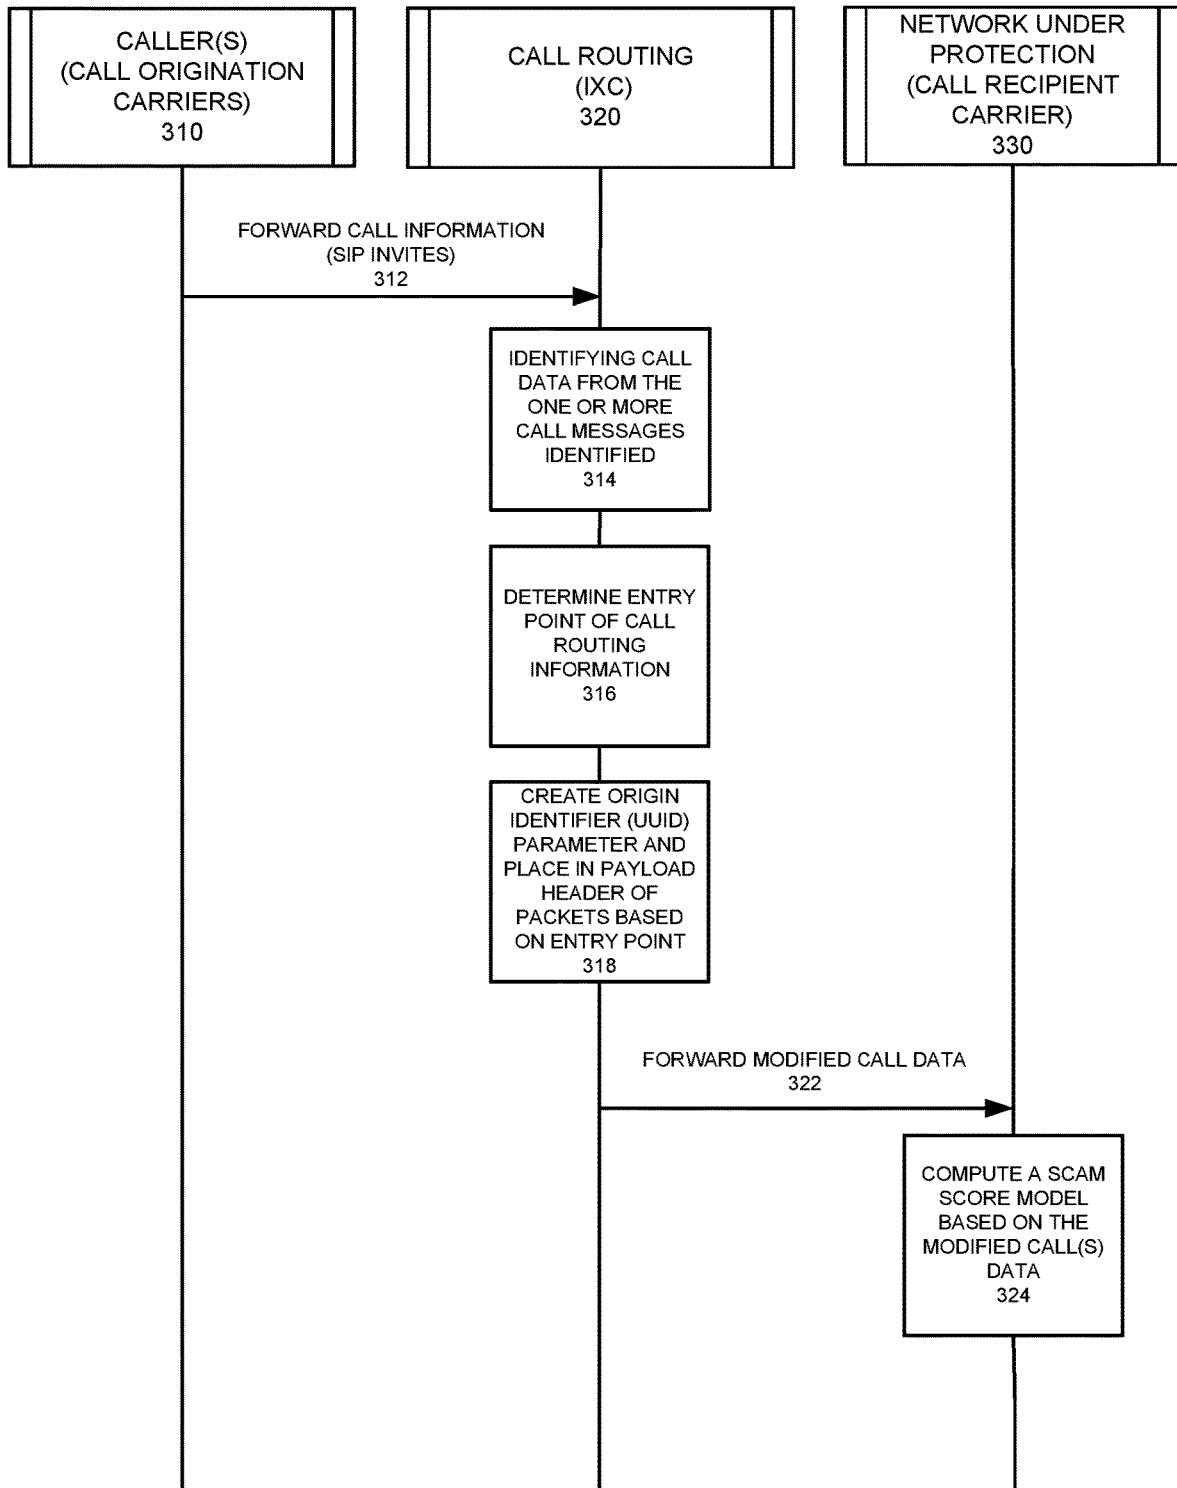 CALLER(S)
(CALL ORIGINATION
CARRIERS)
310
CALL ROUTING
(IXC)
320
NETWORK UNDER
PROTECTION
(CALL RECIPIENT
CARRIER)
330
FORWARD CALL INFORMATION
(SIP INVITES)
312
IDENTIFYING CALL
DATA FROM THE
ONE OR MORE
CALL MESSAGES
IDENTIFIED
314
DETERMINE ENTRY
POINT OF CALL
ROUTING
INFORMATION
316
CREATE ORIGIN
IDENTIFIER (UUID)
PARAMETER AND
PLACE IN PAYLOAD
HEADER OF
PACKETS BASED
ON ENTRY POINT
318
FORWARD MODIFIED CALL DATA
322
COMPUTE A SCAM
SCORE MODEL
BASED ON THE
MODIFIED CALL(S)
DATA
324